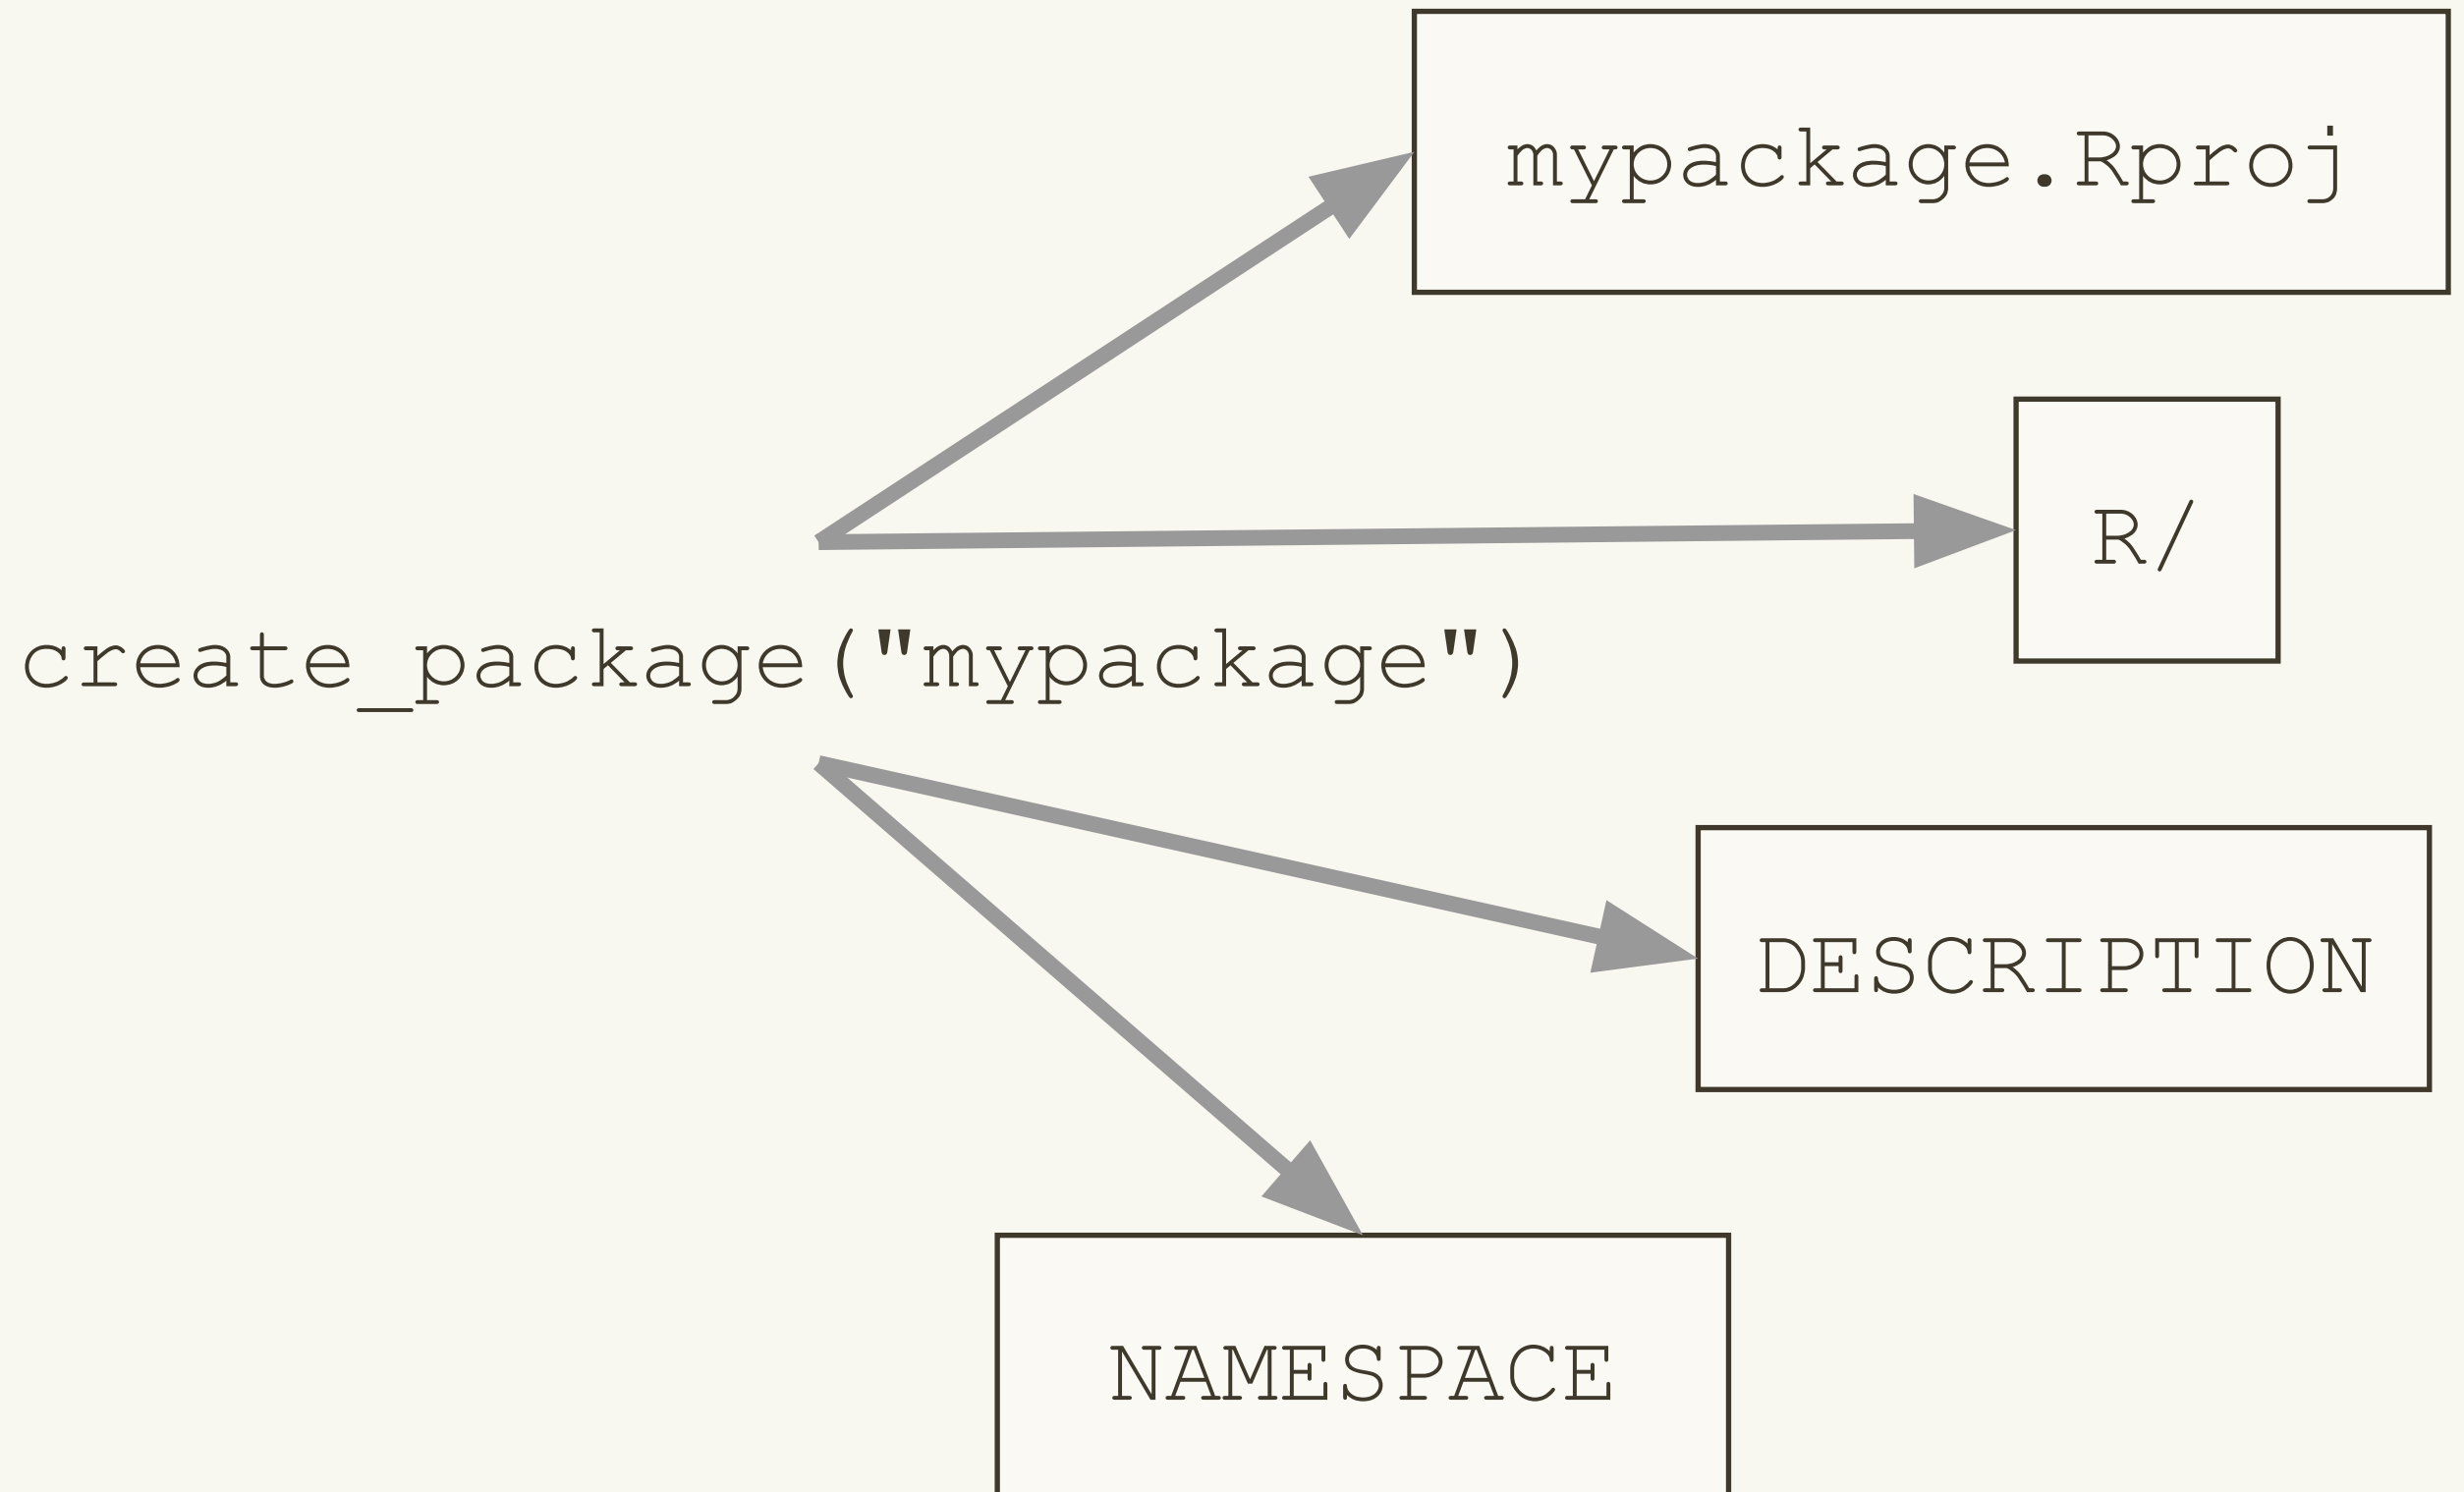 mypackage.Rproj
R/
create_package("mypackage")
DESCRIPTION
NAMESPACE